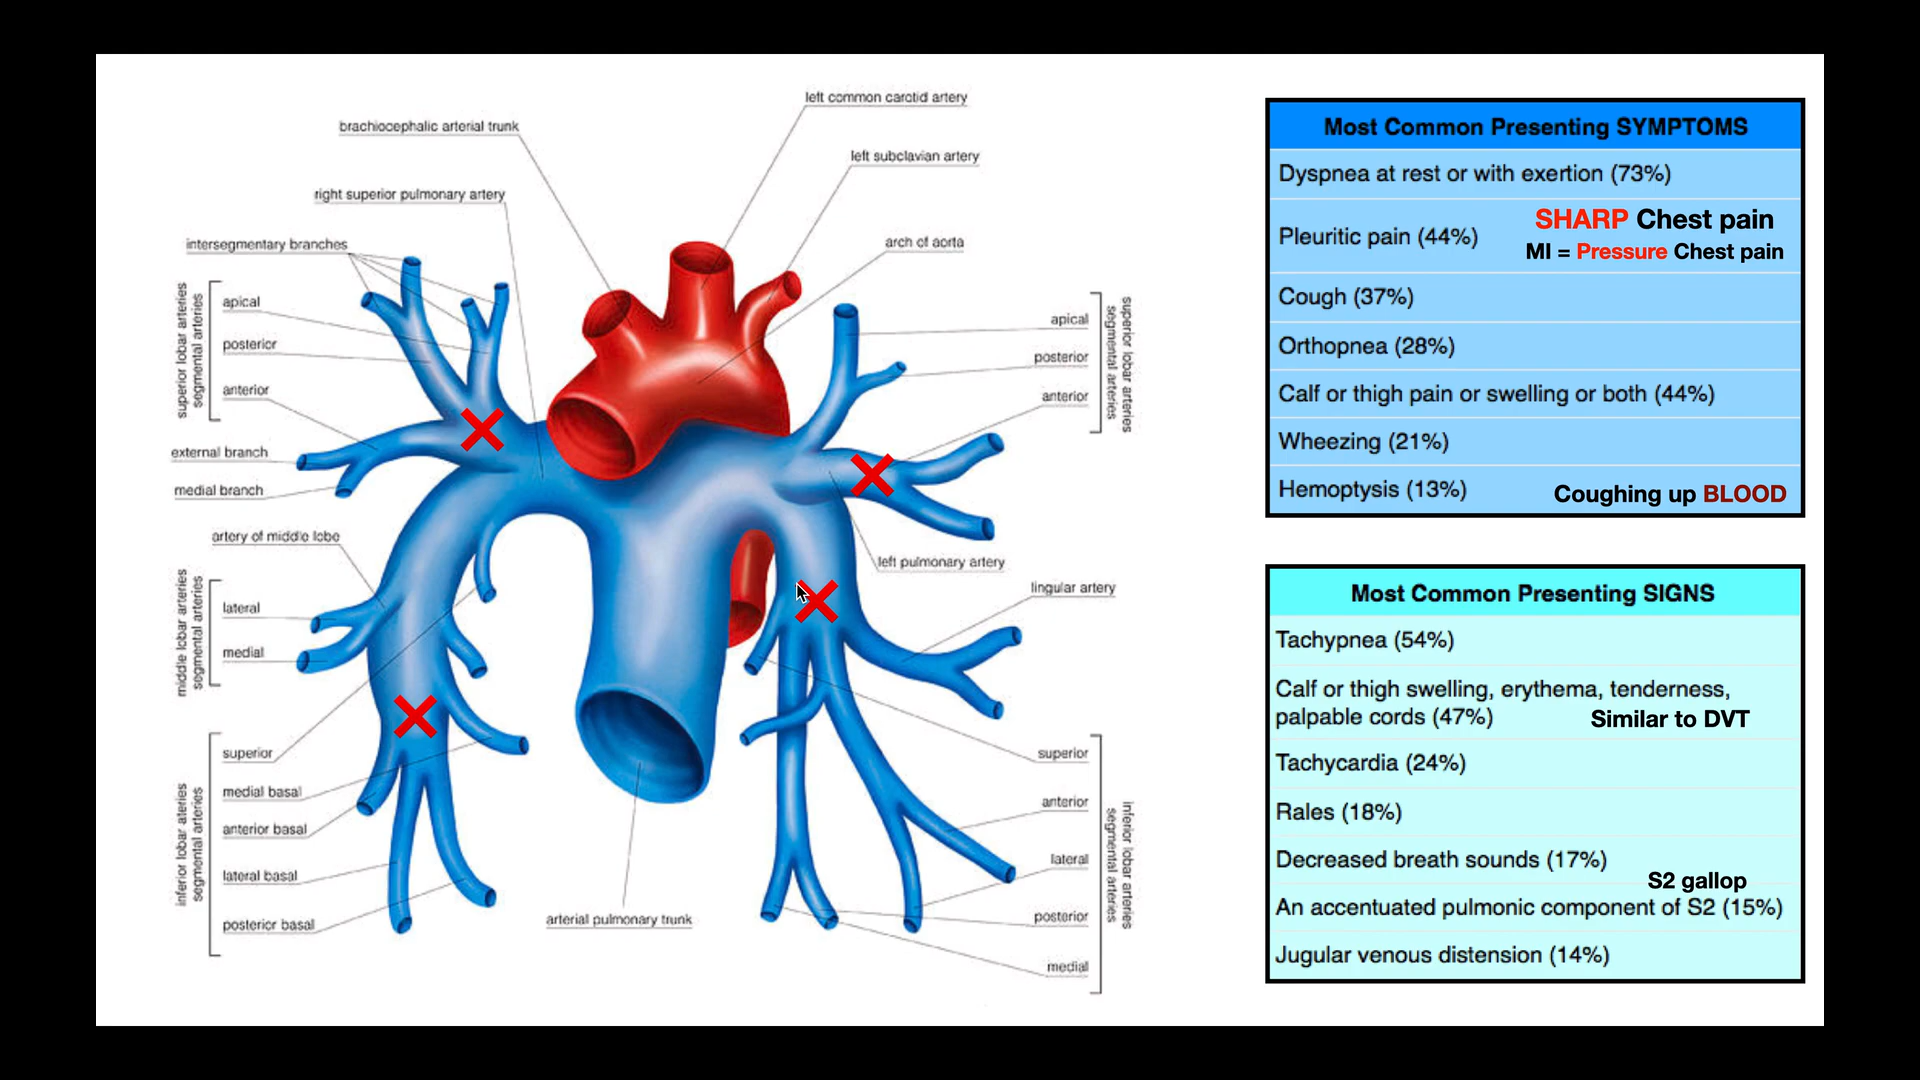 left common carotid artery
brachiocephalic arterial trunk
left subclavian artery
right superior pulmonary artery
arch of aorta
intersegmentary branches
superior lobar arteries
segmental arteries
apical
posterior
anterior
external branch
medial branch
artery of middle lobe
middle lobar arteries
segmental arteries
lateral
medial
inferior lobar ateries
segmental arteries
superior
medial basal
anterior basal
lateral basal
posterior basal
arterial pulmonary trunk
apical
posterior
anterior
superior lobar arteries
segmental arteries
left pulmonary artery
lingular artery
superior
anterior
lateral
posterior
medial
inferior lobar arteries
segmental arteries
Most Common Presenting SYMPTOMS
Dyspnea at rest or with exertion (73%)
Pleuritic pain (44%)
SHARP Chest pain
MI = Pressure Chest pain
Cough (37%)
Orthopnea (28%)
Calf or thigh pain or swelling or both (44%)
Wheezing (21%)
Hemoptysis (13%)
Coughing up BLOOD
Most Common Presenting SIGNS
Tachypnea (54%)
Calf or thigh swelling, erythema, tenderness,
palpable cords (47%)
Similar to DVT
Tachycardia (24%)
Rales (18%)
Decreased breath sounds (17%)
S2 gallop
An accentuated pulmonic component of S2 (15%)
Jugular venous distension (14%)